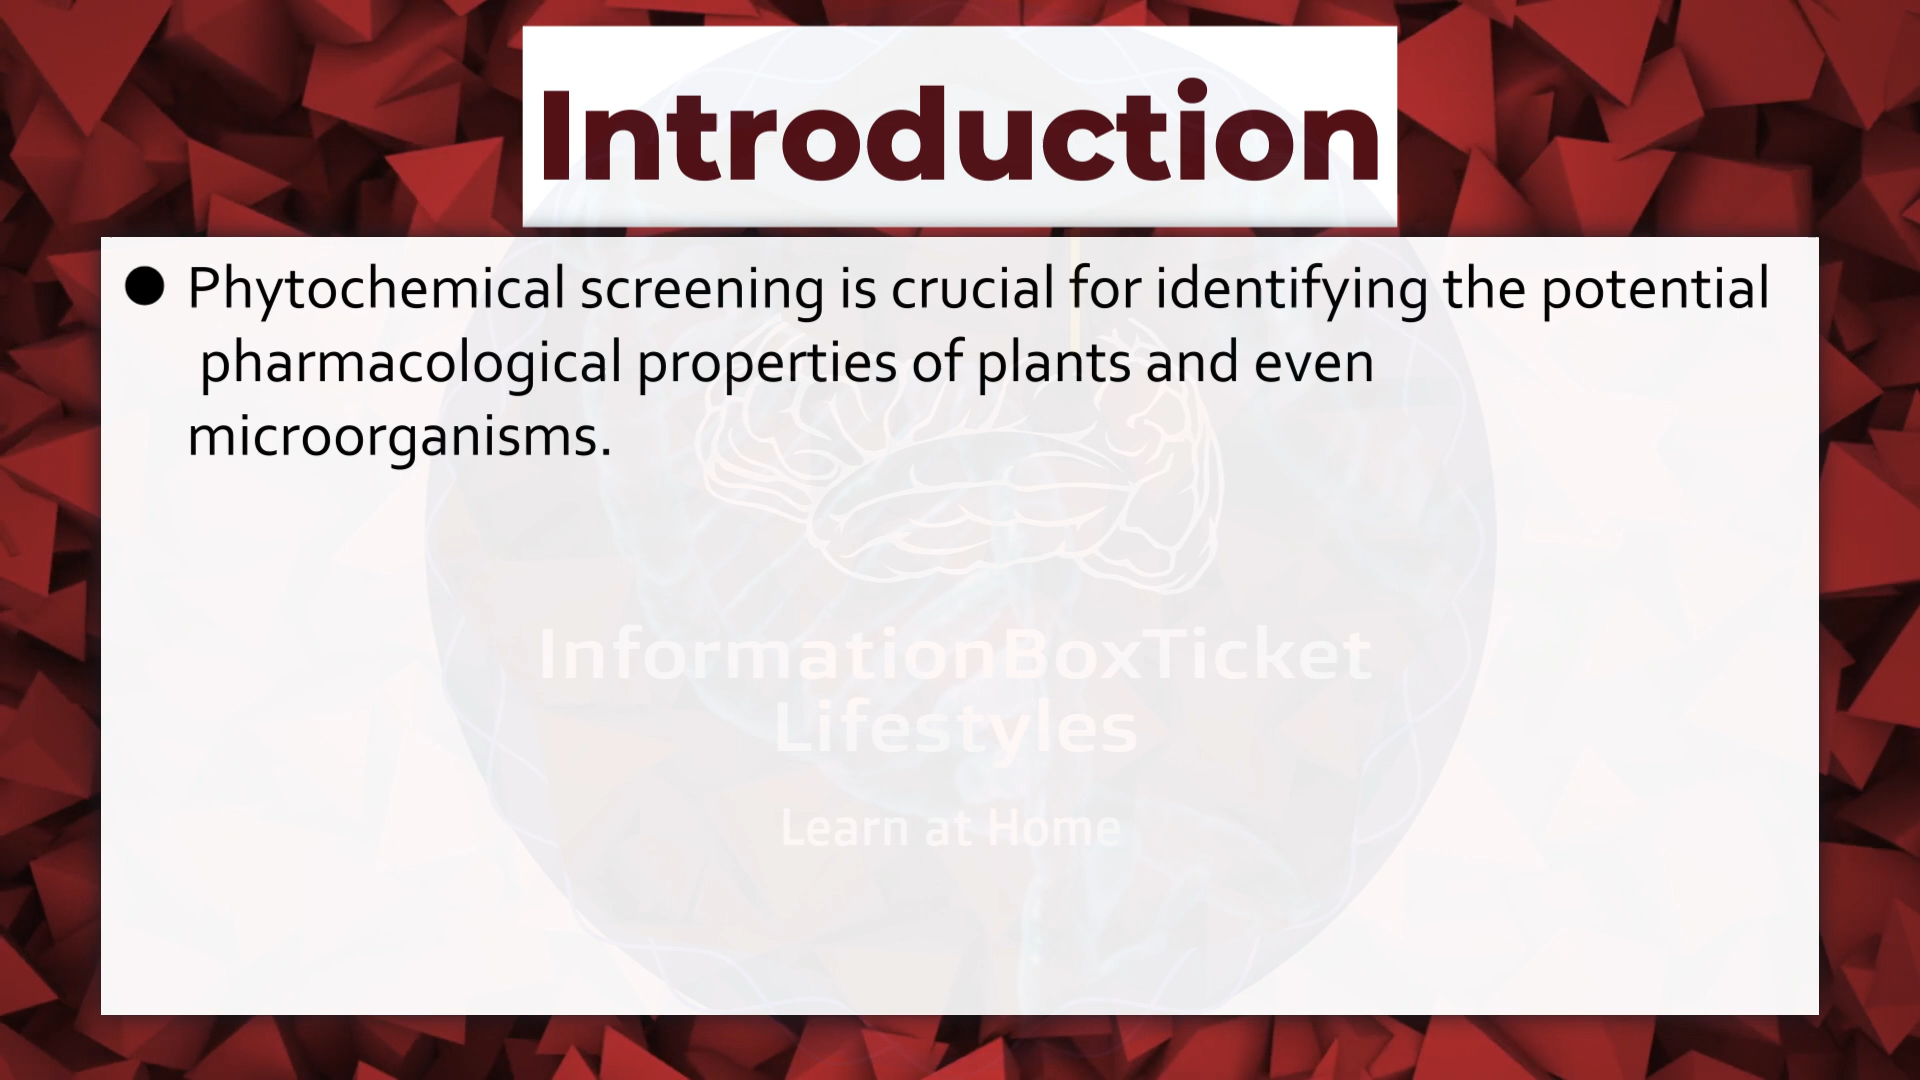 Introduction
● Phytochemical screening is crucial for identifying the potential
pharmacological properties of plants and even
microorganisms.
InformationBoxTicket
Lifestyles
Learn at Home